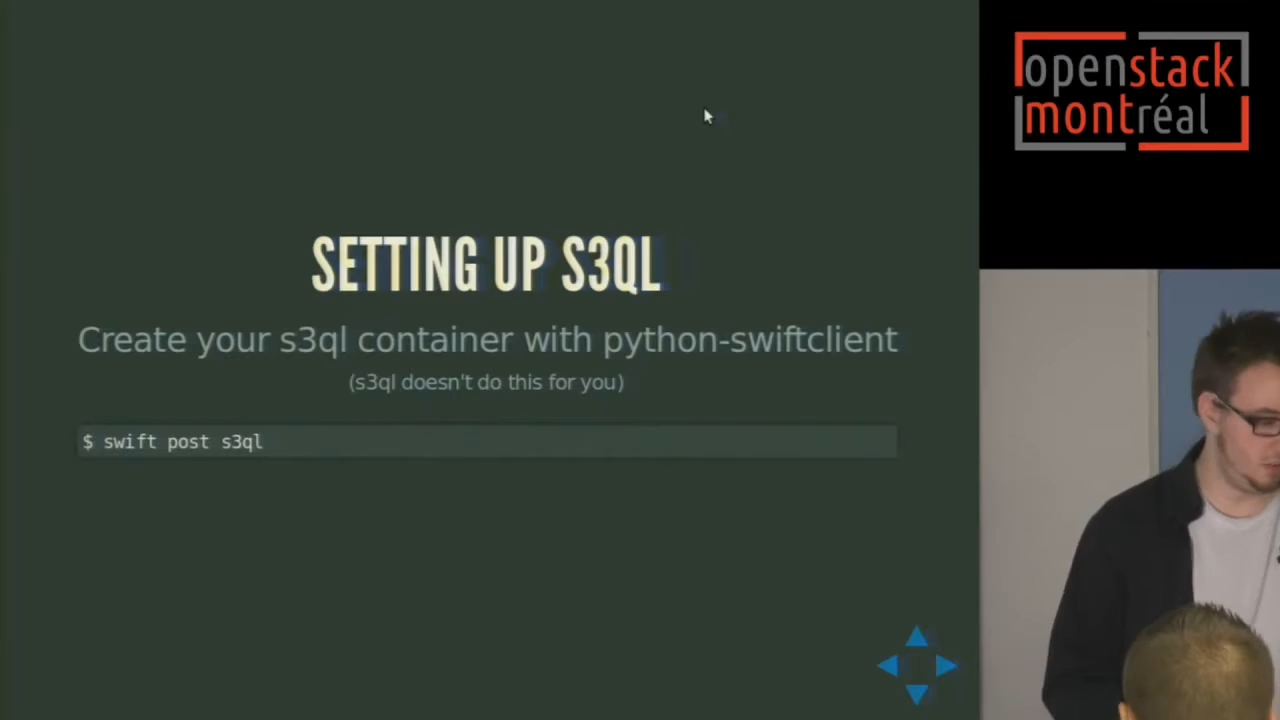 SETTING UP S3QL
Create your s3ql container with python-swiftclient
(s3ql doesn't do this for you)
$ swift post s3ql
openstack
montréal